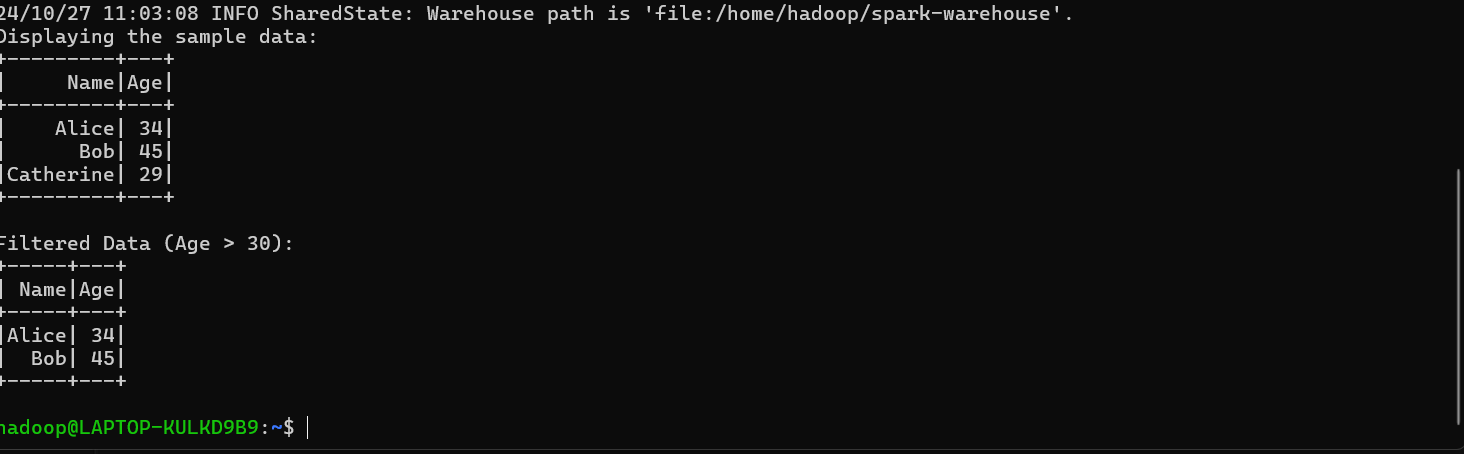 24/10/27 11:03:08 INFO SharedState: Warehouse path is 'file:/home/hadoop/spark-warehouse'.
Displaying the sample data:
+---------+---+
|     Name|Age|
+---------+---+
|    Alice| 34|
|      Bob| 45|
|Catherine| 29|
+---------+---+
Filtered Data (Age > 30):
+-----+---+
| Name|Age|
+-----+---+
|Alice| 34|
|  Bob| 45|
+-----+---+
hadoop@LAPTOP-KULKD9B9:~$